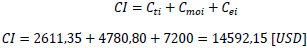 CI = C_ti + C_moi + C_ei
CI = 2611,35 + 4780,80 + 7200 = 14592,15 [USD]